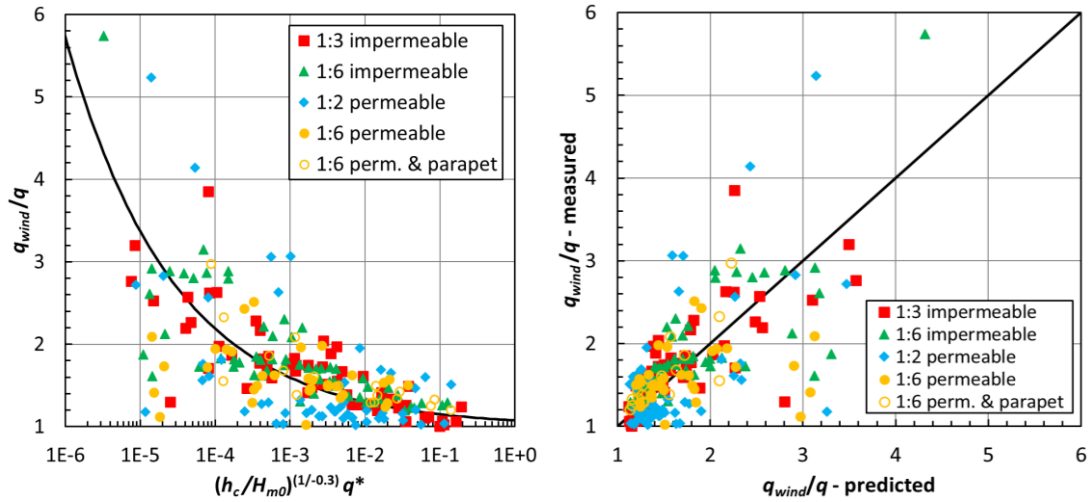 6
5
4
3
2
1
q_wind/q
1:3 impermeable
1:6 impermeable
1:2 permeable
1:6 permeable
1:6 perm. & parapet
1E-6 1E-5 1E-4 1E-3 1E-2 1E-1 1E+0
(h_c/H_m0)^(1/-0.3) q*
6
5
4
3
2
1
q_wind/q - measured
1:3 impermeable
1:6 impermeable
1:2 permeable
1:6 permeable
1:6 perm. & parapet
1 2 3 4 5 6
q_wind/q - predicted